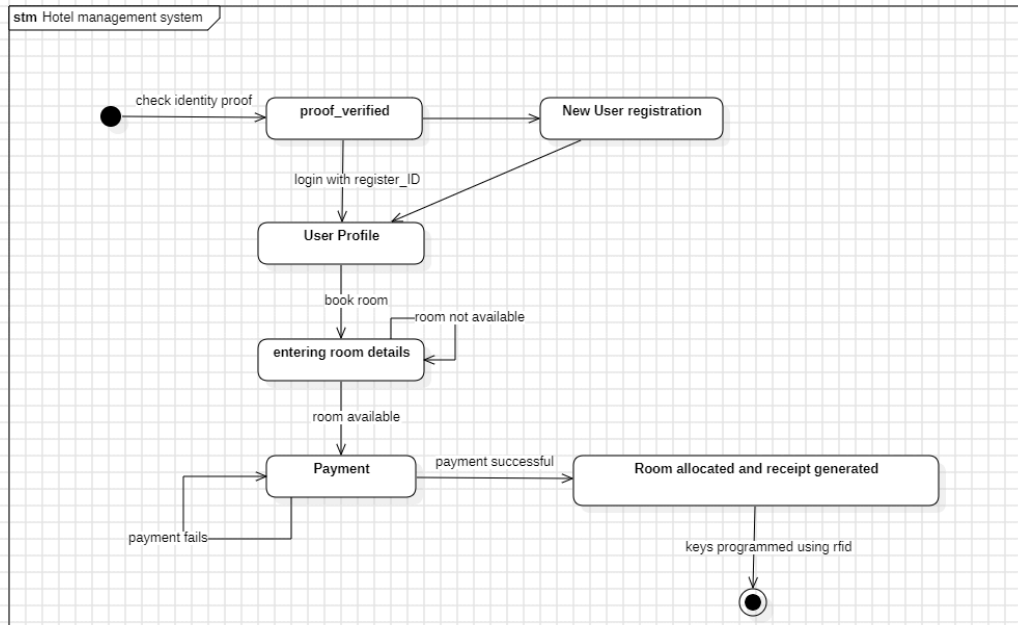 stm Hotel management system
check identity proof
proof_verified
New User registration
login with register_ID
User Profile
book room
room not available
entering room details
room available
Payment
payment successful
Room allocated and receipt generated
payment fails
keys programmed using rfid